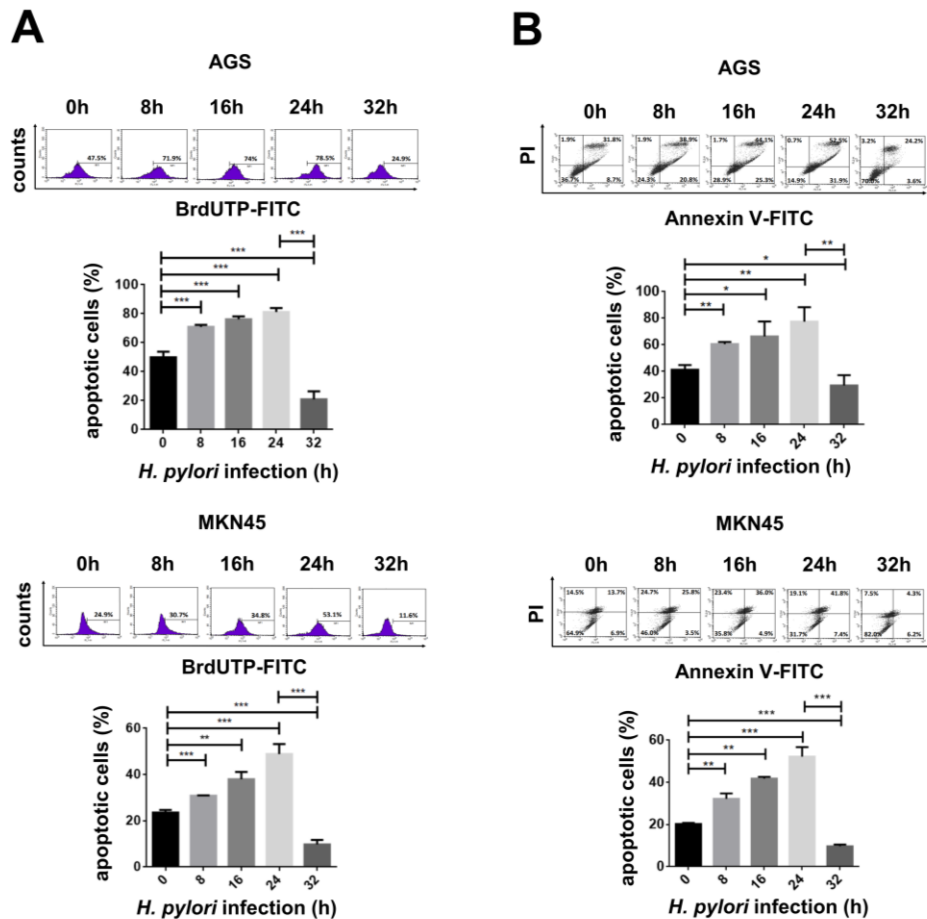 A
AGS
0h 8h 16h 24h 32h
counts
47.5% 71.9% 74% 78.5% 24.9%
BrdUTP-FITC
***
***
***
***
***
apoptotic cells (%)
100
80
60
40
20
0
0 8 16 24 32
H. pylori infection (h)
MKN45
0h 8h 16h 24h 32h
counts
24.9% 30.7% 34.8% 53.1% 11.6%
BrdUTP-FITC
***
***
***
**
***
apoptotic cells (%)
60
40
20
0
0 8 16 24 32
H. pylori infection (h)
B
AGS
0h 8h 16h 24h 32h
PI
1.9% 31.8% 1.9% 38.9% 1.7% 44.1% 0.7% 52.5% 3.2% 24.2%
36.7% 8.7% 24.3% 20.8% 28.9% 25.3% 14.9% 31.9% 70.0% 3.6%
Annexin V-FITC
**
*
**
*
**
apoptotic cells (%)
100
80
60
40
20
0
0 8 16 24 32
H. pylori infection (h)
MKN45
0h 8h 16h 24h 32h
PI
14.5% 13.7% 24.7% 25.8% 23.4% 36.0% 19.1% 41.8% 7.5% 4.3%
64.9% 6.9% 46.0% 3.5% 35.8% 4.9% 31.7% 7.4% 82.0% 6.2%
Annexin V-FITC
***
***
***
**
**
apoptotic cells (%)
60
40
20
0
0 8 16 24 32
H. pylori infection (h)